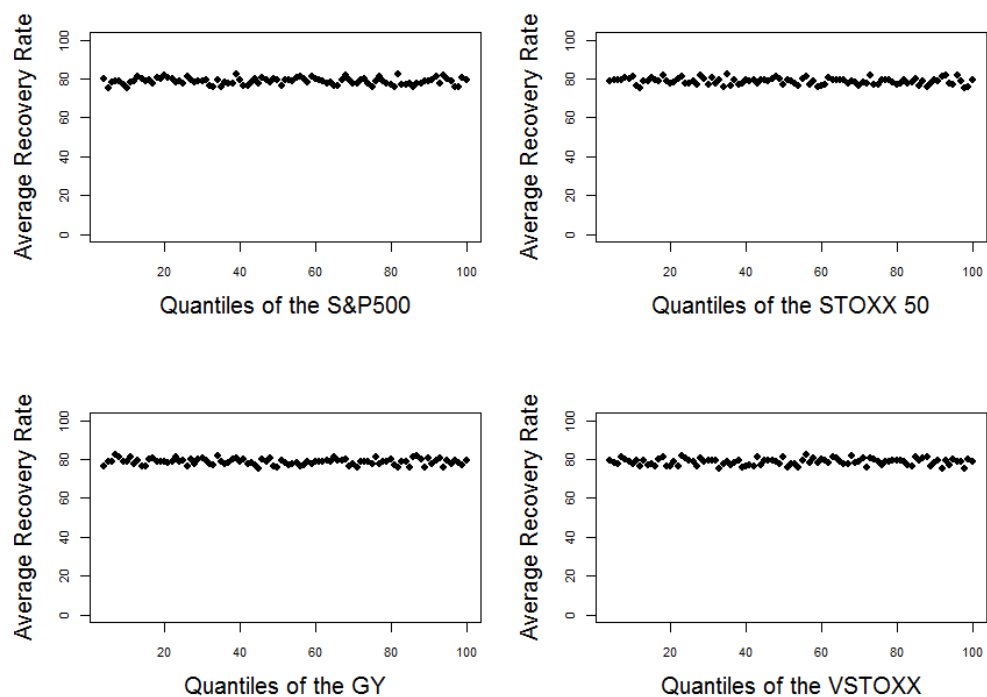 Average Recovery Rate
100
80
60
40
20
0
20 40 60 80 100
Quantiles of the S&P500
Average Recovery Rate
100
80
60
40
20
0
20 40 60 80 100
Quantiles of the STOXX 50
Average Recovery Rate
100
80
60
40
20
0
20 40 60 80 100
Quantiles of the GY
Average Recovery Rate
100
80
60
40
20
0
20 40 60 80 100
Quantiles of the VSTOXX